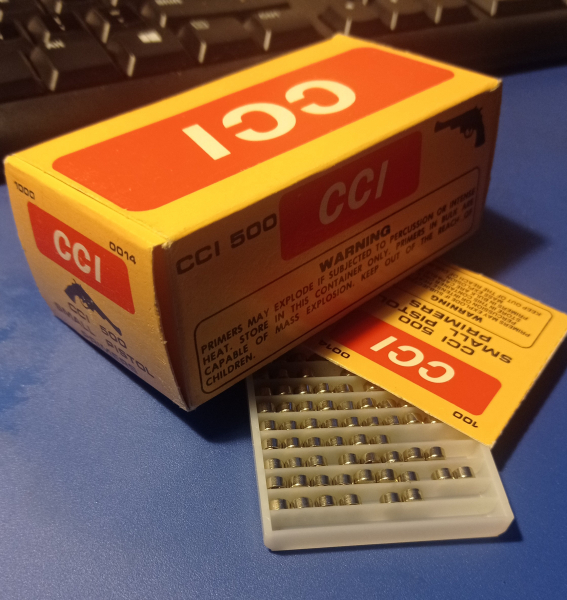 CCI
1000
0014
CCI
CCI 500
SMALL PISTOL
CCI 500
CCI
WARNING
PRIMERS MAY EXPLODE IF SUBJECTED TO PERCUSSION OR INTENSE
HEAT. STORE IN THIS CONTAINER ONLY. PRIMERS IN BULK ARE
CAPABLE OF MASS EXPLOSION. KEEP OUT OF THE REACH OF
CHILDREN.
WARNING
CCI 500
SMALL PISTOL
PRIMERS
0014
CCI
100